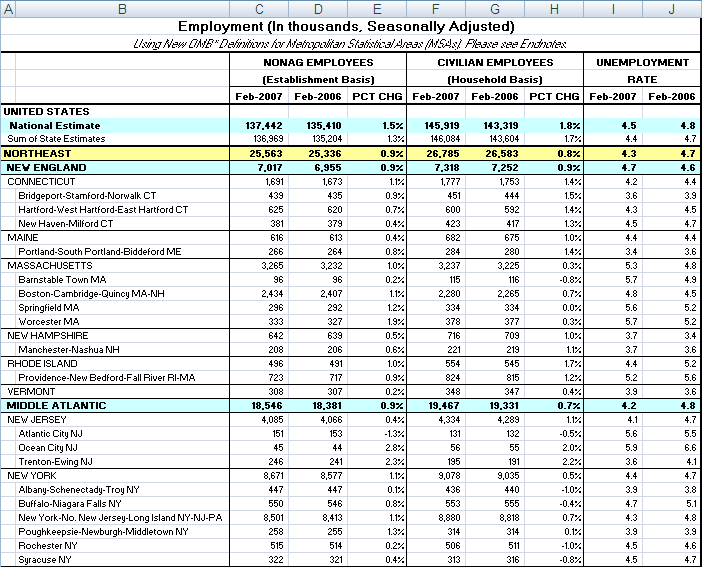 A B C D E F G H I J
Employment (In thousands, Seasonally Adjusted)
Using New OMB" Definitions for Metropolitan Statistical Areas (MSAs). Please see Endnotes.
NONAG EMPLOYEES CIVILIAN EMPLOYEES UNEMPLOYMENT
(Establishment Basis) (Household Basis) RATE
Feb-2007 Feb-2006 PCT CHG Feb-2007 Feb-2006 PCT CHG Feb-2007 Feb-2006
UNITED STATES
National Estimate 137,442 135,410 1.5% 145,919 143,319 1.8% 4.5 4.8
Sum of State Estimates 136,969 135,204 1.3% 146,084 143,604 1.7% 4.4 4.7
NORTHEAST 25,563 25,336 0.9% 26,785 26,583 0.8% 4.3 4.7
NEW ENGLAND 7,017 6,955 0.9% 7,318 7,252 0.9% 4.7 4.6
CONNECTICUT 1,691 1,673 1.1% 1,777 1,753 1.4% 4.2 4.4
Bridgeport-Stamford-Norwalk CT 439 435 0.9% 451 444 1.5% 3.6 3.9
Hartford-West Hartford-East Hartford CT 625 620 0.7% 600 592 1.4% 4.3 4.5
New Haven-Milford CT 381 379 0.4% 423 417 1.3% 4.5 4.7
MAINE 616 613 0.4% 682 675 1.0% 4.4 4.4
Portland-South Portland-Biddeford ME 266 264 0.8% 284 280 1.4% 3.4 3.6
MASSACHUSETTS 3,265 3,232 1.0% 3,237 3,225 0.3% 5.3 4.8
Barnstable Town MA 96 96 0.2% 115 116 -0.8% 5.7 4.9
Boston-Cambridge-Quincy MA-NH 2,434 2,407 1.1% 2,280 2,265 0.7% 4.8 4.5
Springfield MA 296 292 1.2% 334 334 0.0% 5.6 5.2
Worcester MA 333 327 1.9% 378 377 0.3% 5.7 5.2
NEW HAMPSHIRE 642 639 0.5% 716 709 1.0% 3.7 3.4
Manchester-Nashua NH 208 206 0.6% 221 219 1.1% 3.7 3.6
RHODE ISLAND 496 491 1.0% 554 545 1.5% 4.4 5.2
Providence-New Bedford-Fall River RI-MA 723 717 0.9% 824 815 1.2% 5.2 5.6
VERMONT 308 307 0.2% 348 347 0.4% 3.9 3.6
MIDDLE ATLANTIC 18,546 18,381 0.9% 19,467 19,331 0.7% 4.2 4.8
NEW JERSEY 4,085 4,066 0.4% 4,334 4,289 1.1% 4.1 4.7
Atlantic City NJ 151 153 -1.3% 131 132 -0.5% 5.6 5.5
Ocean City NJ 45 44 2.8% 56 55 2.0% 5.9 6.6
Trenton-Ewing NJ 246 241 2.3% 195 191 2.2% 3.6 4.1
NEW YORK 8,671 8,577 1.1% 9,078 9,035 0.5% 4.4 4.7
Albany-Schenectady-Troy NY 447 447 0.1% 436 440 -1.0% 3.9 3.8
Buffalo-Niagara Falls NY 550 546 0.8% 553 555 -0.4% 4.7 5.1
New York-No. New Jersey-Long Island NY-NJ-PA 8,501 8,413 1.1% 8,880 8,818 0.7% 4.3 4.8
Poughkeepsie-Newburgh-Middletown NY 258 255 1.3% 314 314 0.1% 3.9 3.9
Rochester NY 515 514 0.2% 506 511 -1.0% 4.5 4.6
Syracuse NY 322 321 0.4% 313 316 -0.8% 4.5 4.7